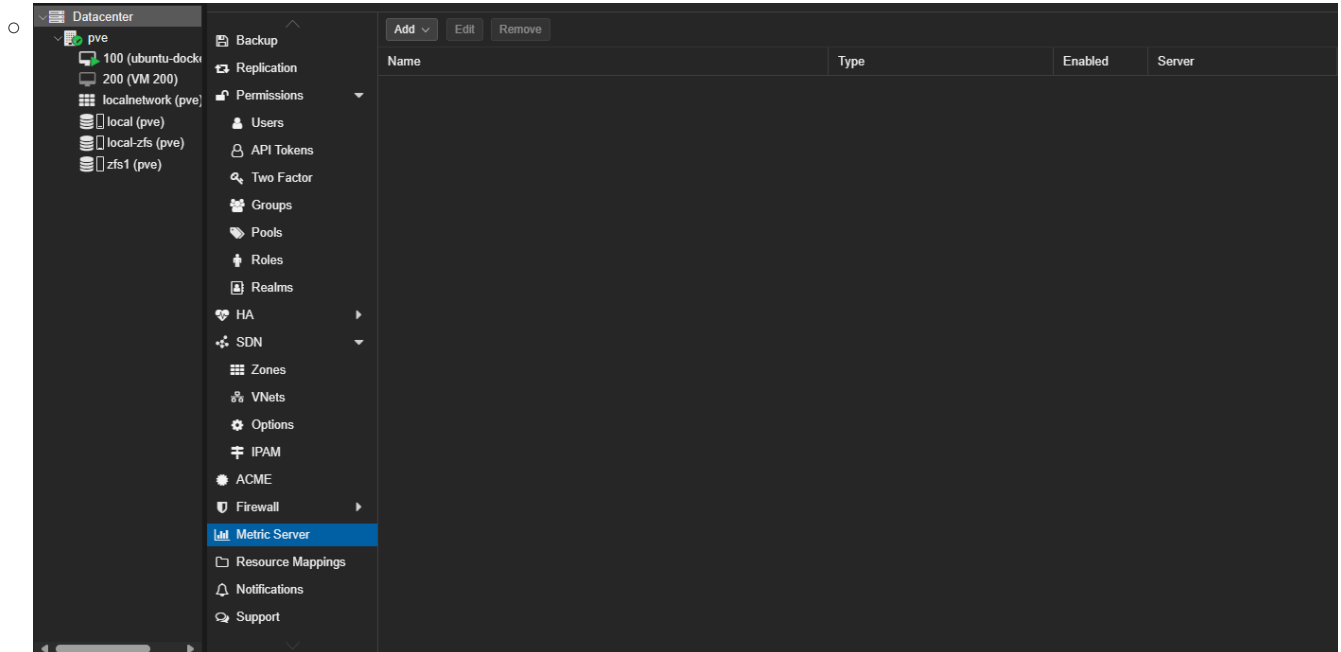 Datacenter
pve
100 (ubuntu-docke
200 (VM 200)
localnetwork (pve)
local (pve)
local-zfs (pve)
zfs1 (pve)
Backup
Replication
Permissions
Users
API Tokens
Two Factor
Groups
Pools
Roles
Realms
HA
SDN
Zones
VNets
Options
IPAM
ACME
Firewall
Metric Server
Resource Mappings
Notifications
Support
Add Edit Remove
Name Type Enabled Server